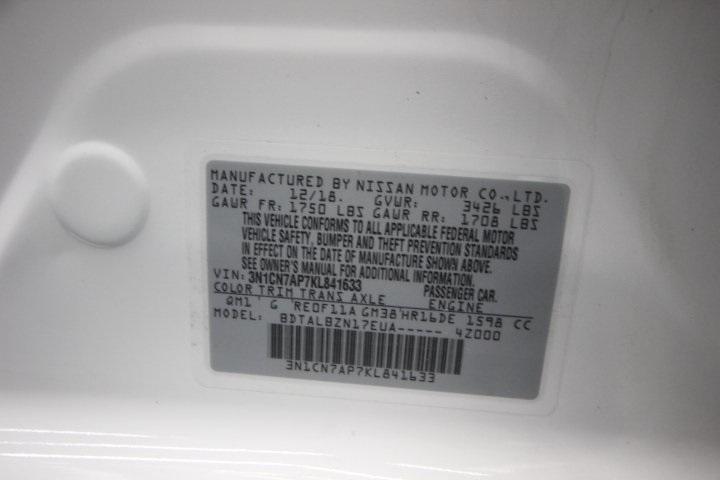 MANUFACTURED BY NISSAN MOTOR CO., LTD.
DATE: 12/18. GVWR: 3426 LBS
GAWR FR: 1750 LBS GAWR RR: 1708 LBS
THIS VEHICLE CONFORMS TO ALL APPLICABLE FEDERAL MOTOR
VEHICLE SAFETY, BUMPER AND THEFT PREVENTION STANDARDS
IN EFFECT ON THE DATE OF MANUFACTURE SHOWN ABOVE.
SEE OWNER'S MANUAL FOR ADDITIONAL INFORMATION.
VIN: 3N1CN7AP7KL841633 PASSENGER CAR.
COLOR TRIM TRANS AXLE ENGINE
QM1 G RE0F11A GM38 HR16DE 1598 CC
MODEL: BDTALBZN17EUA----- 42000
3N1CN7AP7KL841633